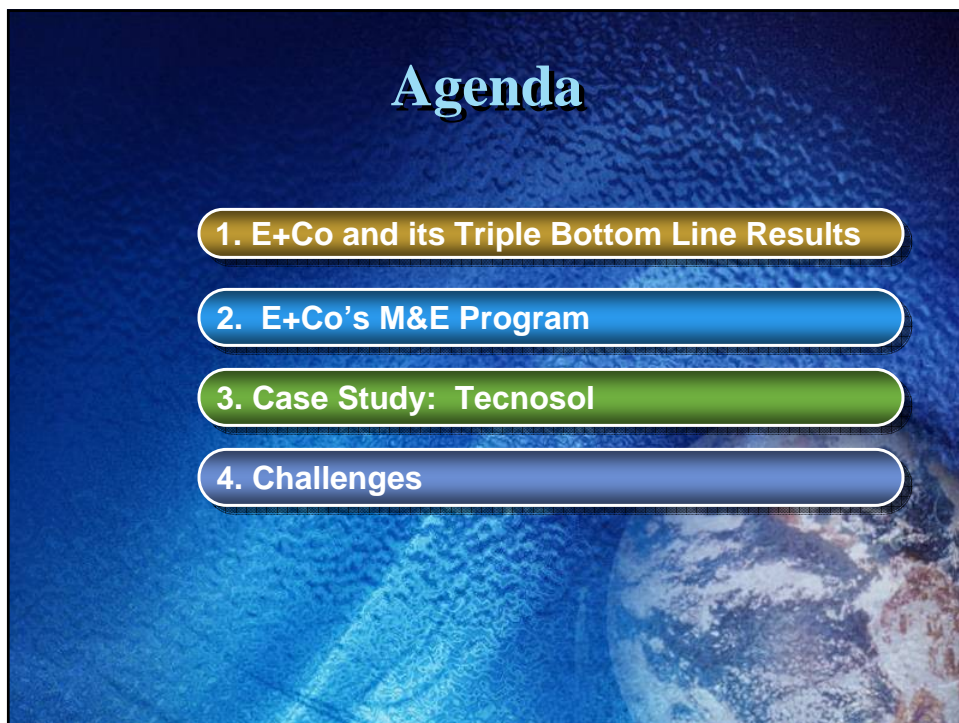 Agenda
1. E+Co and its Triple Bottom Line Results
2. E+Co’s M&E Program
3. Case Study: Tecnosol
4. Challenges